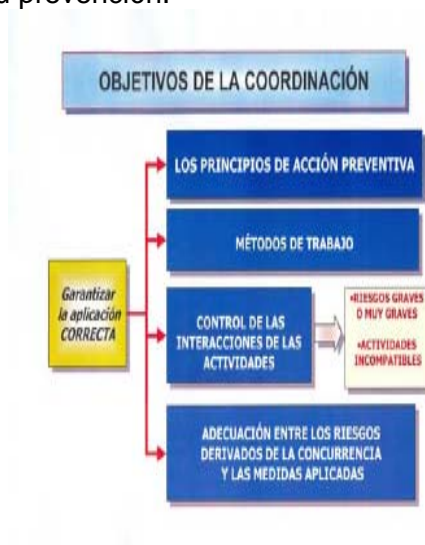 prevención.
OBJETIVOS DE LA COORDINACIÓN
Garantizar
la aplicación
CORRECTA
LOS PRINCIPIOS DE ACCIÓN PREVENTIVA
MÉTODOS DE TRABAJO
CONTROL DE LAS
INTERACCIONES DE LAS
ACTIVIDADES
•RIESGOS GRAVES
O MUY GRAVES
•ACTIVIDADES
INCOMPATIBLES
ADECUACIÓN ENTRE LOS RIESGOS
DERIVADOS DE LA CONCURRENCIA
Y LAS MEDIDAS APLICADAS